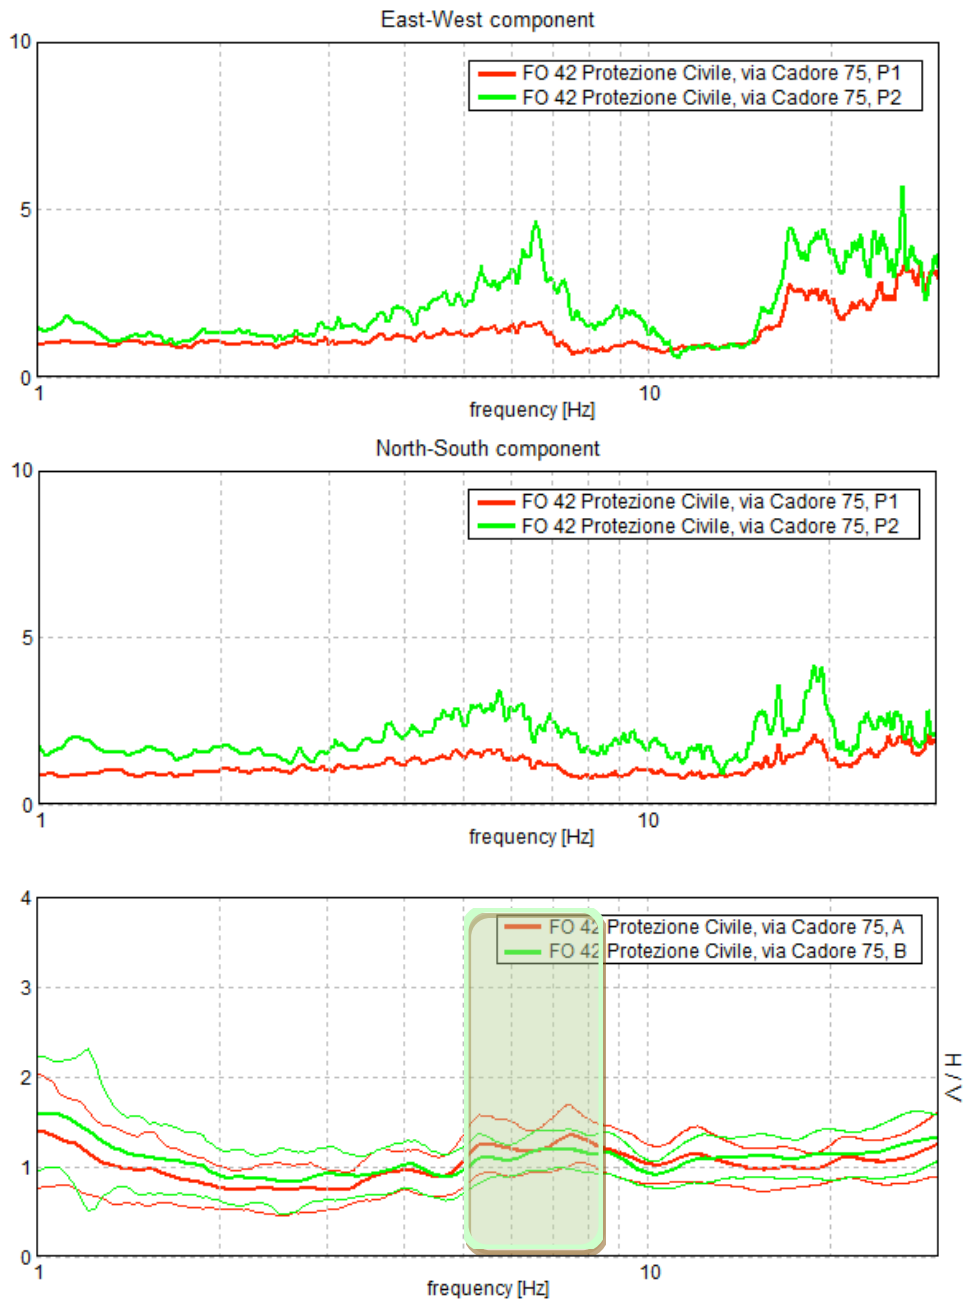 East-West component
10
FO 42 Protezione Civile, via Cadore 75, P1
FO 42 Protezione Civile, via Cadore 75, P2
5
0
1
10
frequency [Hz]
North-South component
10
FO 42 Protezione Civile, via Cadore 75, P1
FO 42 Protezione Civile, via Cadore 75, P2
5
0
1
10
frequency [Hz]
4
FO 42 Protezione Civile, via Cadore 75, A
FO 42 Protezione Civile, via Cadore 75, B
3
2
H / V
1
0
1
10
frequency [Hz]